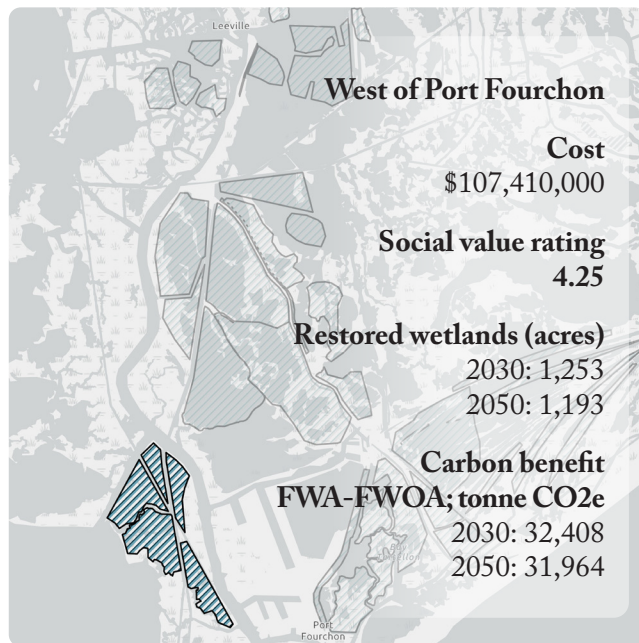 Leeville
West of Port Fourchon
Cost
$107,410,000
Social value rating
4.25
Restored wetlands (acres)
2030: 1,253
2050: 1,193
Carbon benefit
FWA-FWOA; tonne CO2e
2030: 32,408
2050: 31,964
Port
Fourchon